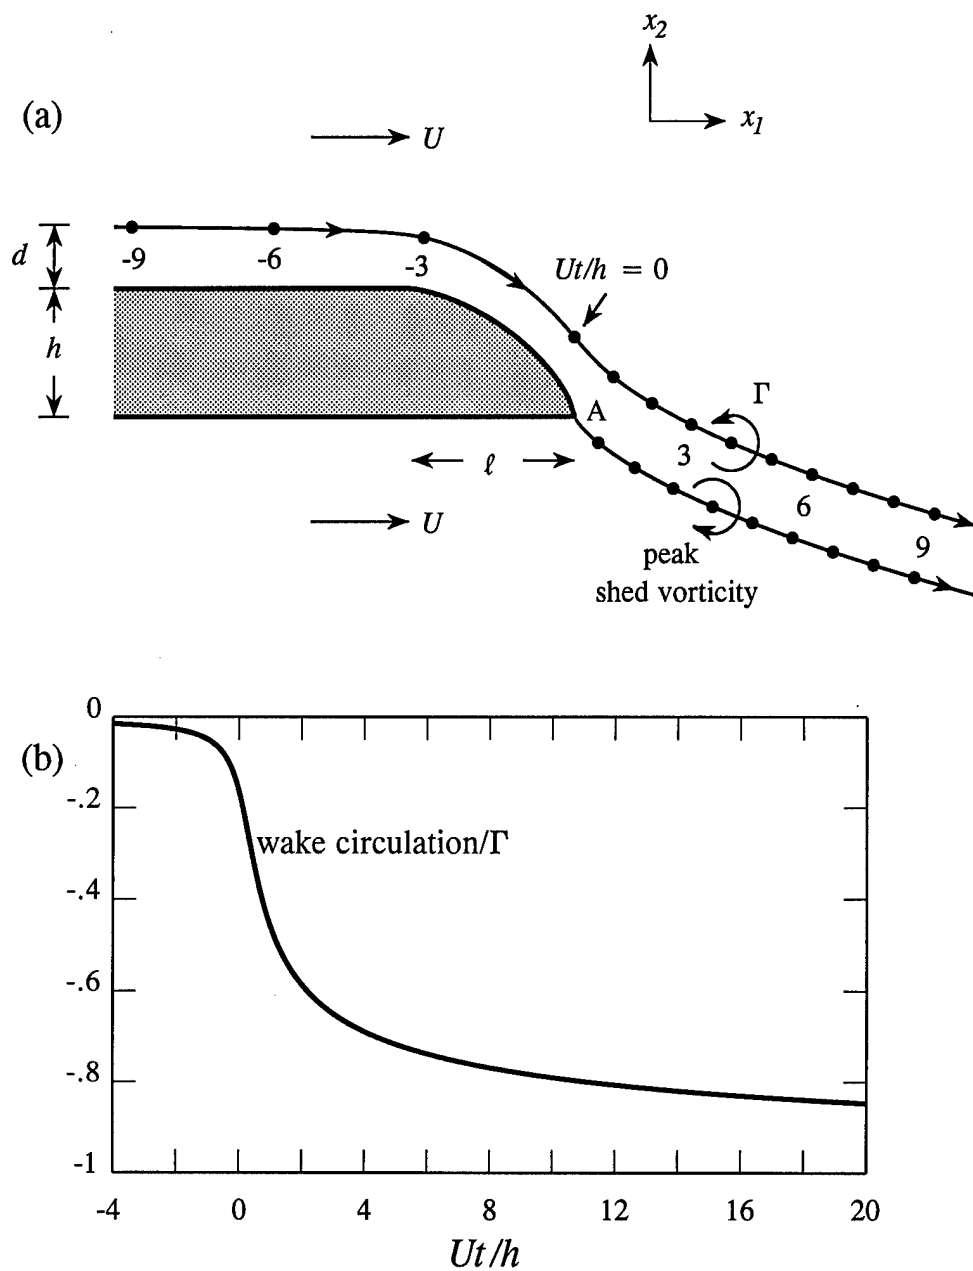 x2
(a)
x1
U
d
-9 -6 -3
Ut/h = 0
h
A
Γ
3
ℓ
6
U
9
peak
shed vorticity
0
(b)
-.2
wake circulation/Γ
-.4
-.6
-.8
-1
-4 0 4 8 12 16 20
Ut/h